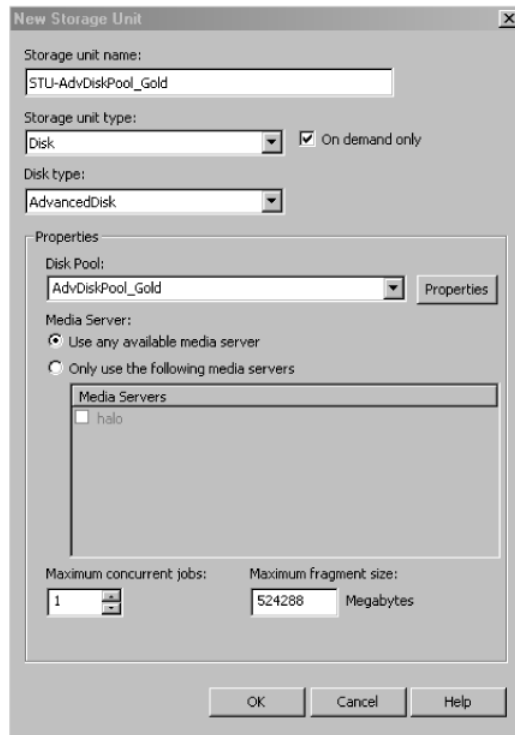 New Storage Unit
Storage unit name:
STU-AdvDiskPool_Gold
Storage unit type:
Disk
On demand only
Disk type:
AdvancedDisk
Properties
Disk Pool:
AdvDiskPool_Gold
Properties
Media Server:
Use any available media server
Only use the following media servers
Media Servers
halo
Maximum concurrent jobs: Maximum fragment size:
1 524288 Megabytes
OK Cancel Help